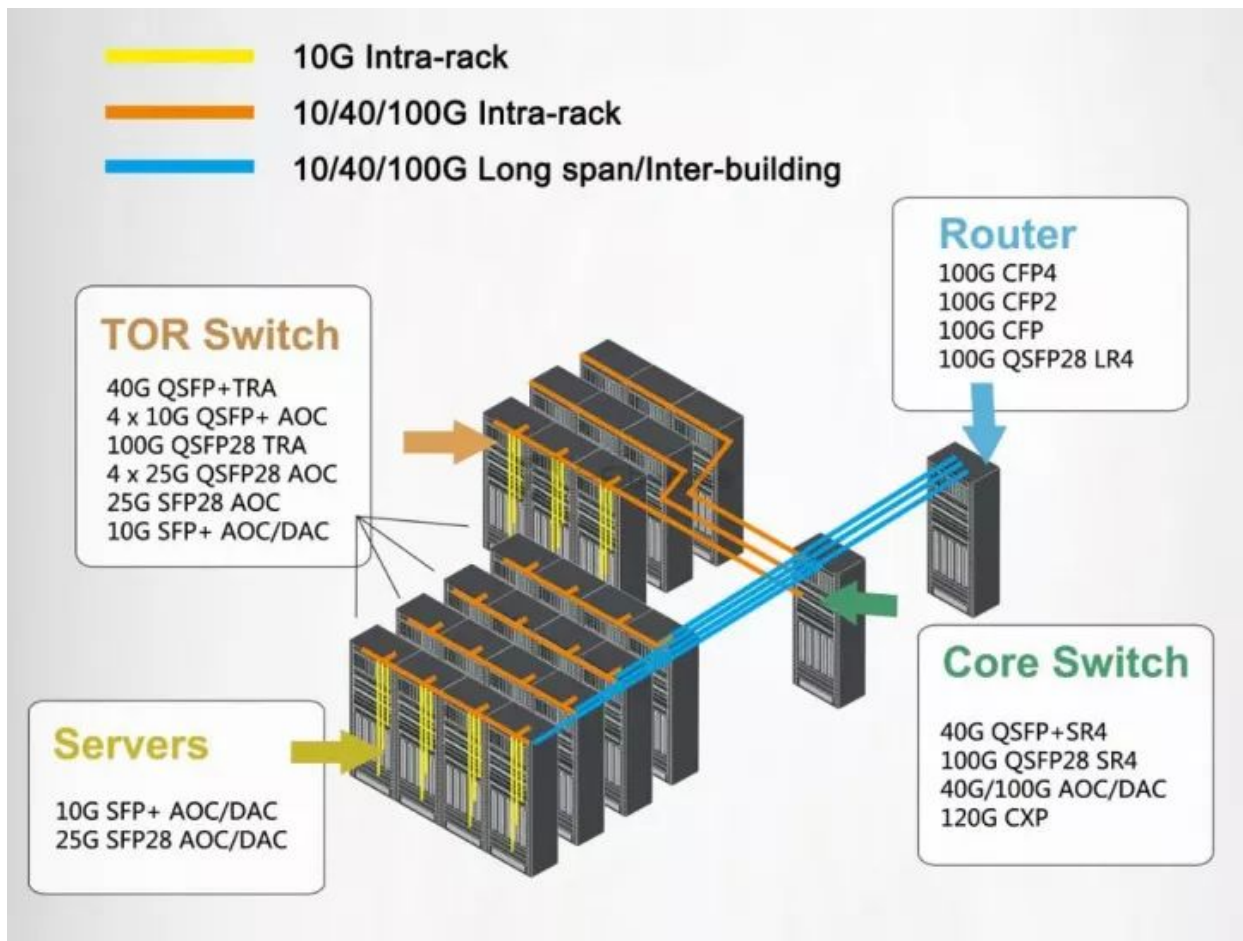 10G Intra-rack
10/40/100G Intra-rack
10/40/100G Long span/Inter-building
Router
100G CFP4
100G CFP2
100G CFP
100G QSFP28 LR4
TOR Switch
40G QSFP+TRA
4 x 10G QSFP+ AOC
100G QSFP28 TRA
4 x 25G QSFP28 AOC
25G SFP28 AOC
10G SFP+ AOC/DAC
Core Switch
40G QSFP+SR4
100G QSFP28 SR4
40G/100G AOC/DAC
120G CXP
Servers
10G SFP+ AOC/DAC
25G SFP28 AOC/DAC